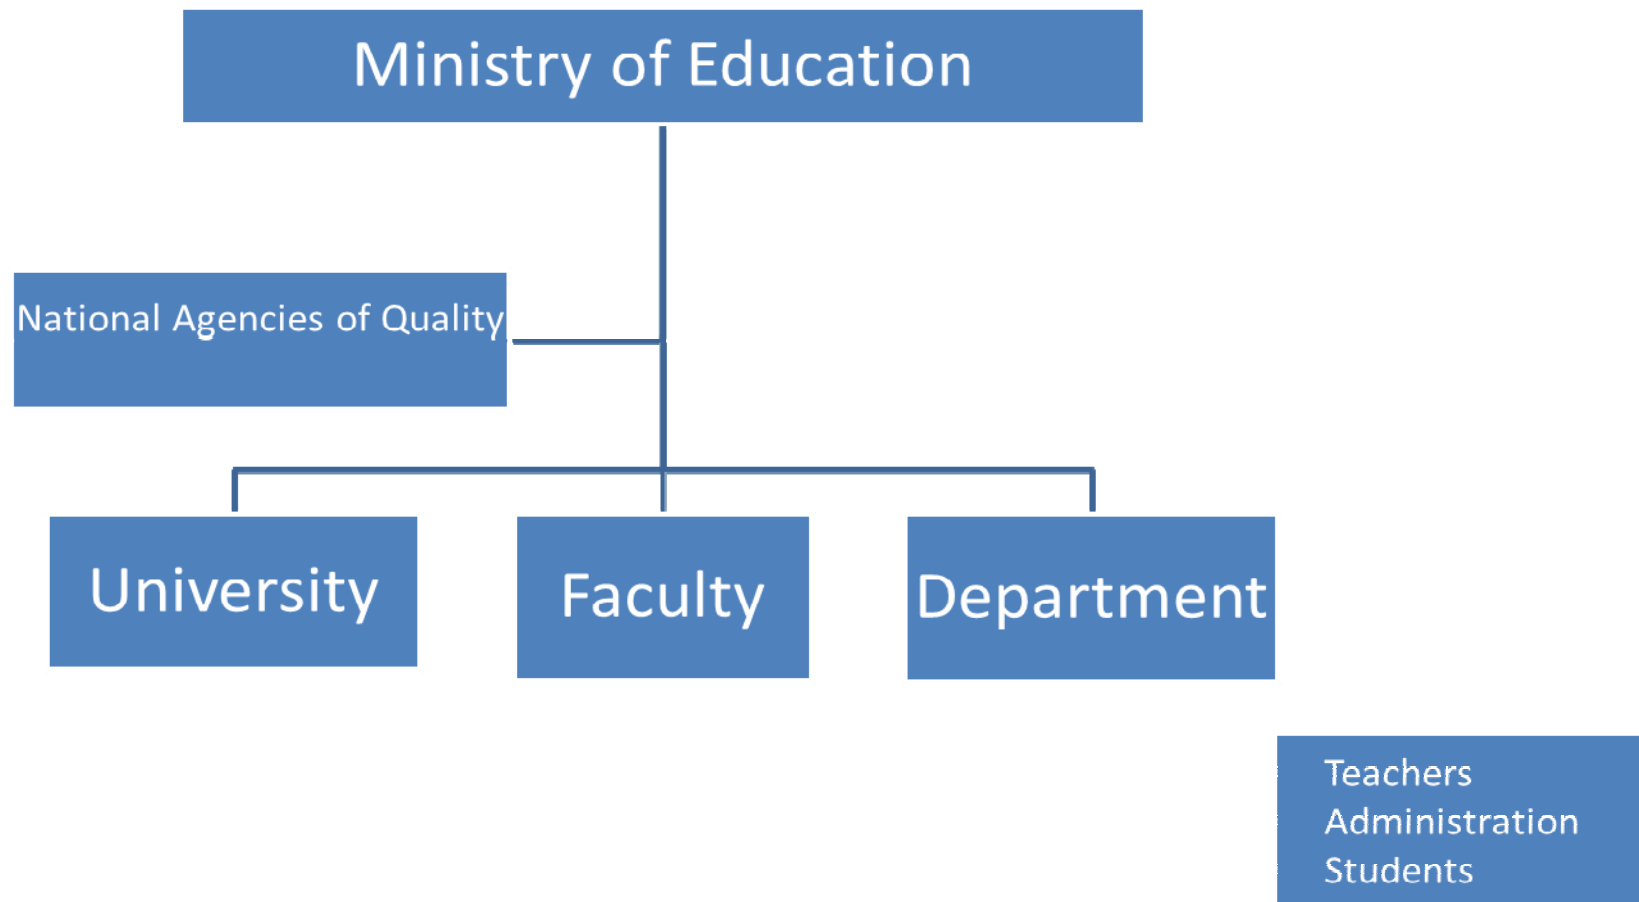 Ministry of Education
National Agencies of Quality
University
Faculty
Department
Teachers
Administration
Students